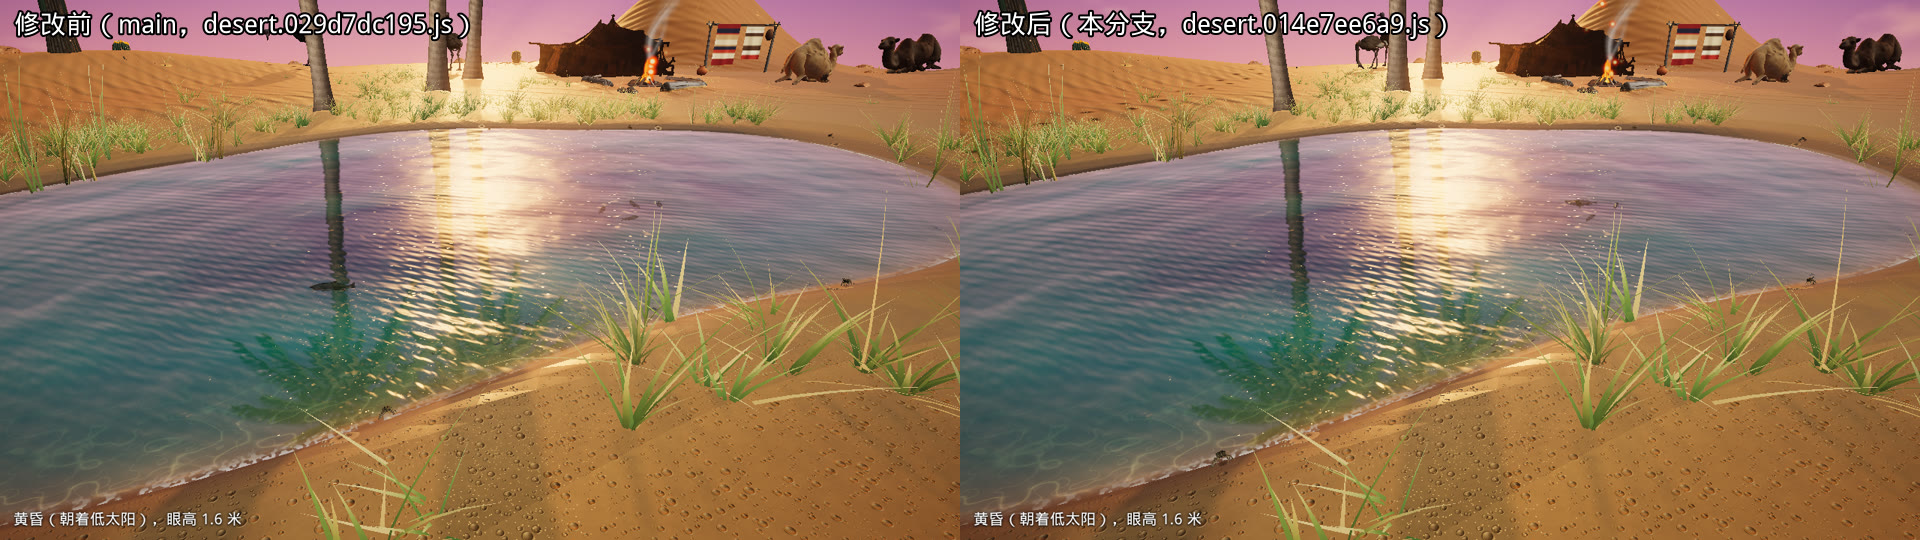 修改前（main，desert.029d7dc195.js）
修改后（本分支，desert.014e7ee6a9.js）
黄昏（朝着低太阳），眼高 1.6 米
黄昏（朝着低太阳），眼高 1.6 米